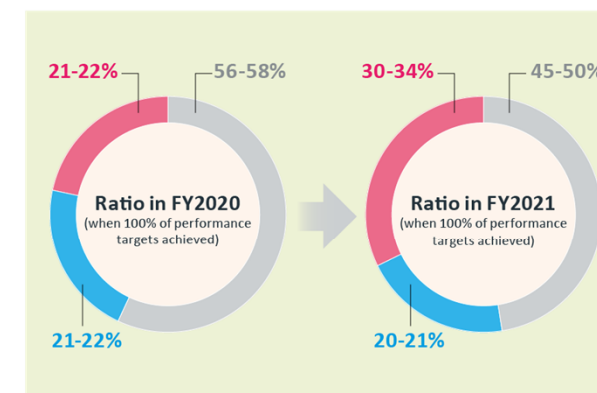 21-22%
56-58%
Ratio in FY2020
(when 100% of performance
targets achieved)
21-22%
30-34%
45-50%
Ratio in FY2021
(when 100% of performance
targets achieved)
20-21%